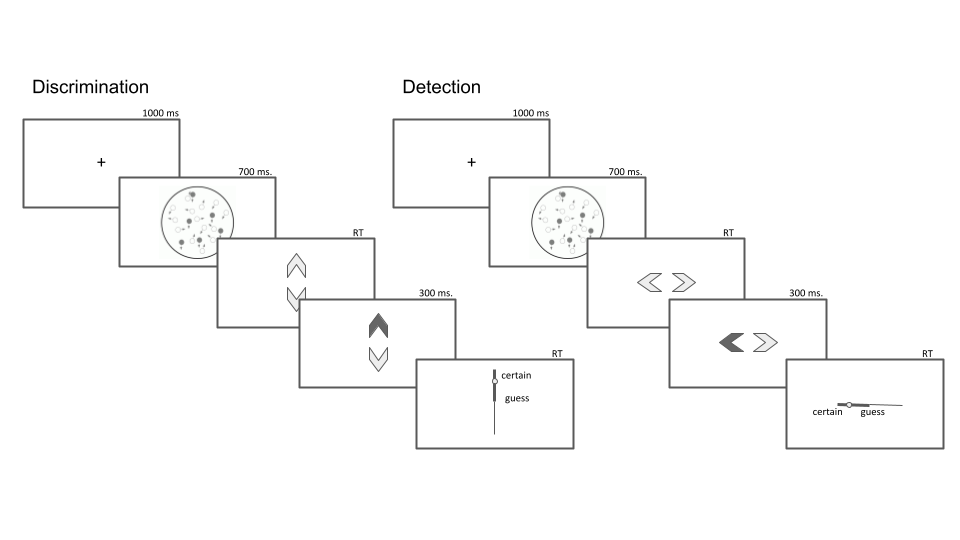 Discrimination
1000 ms
+
700 ms.
RT
300 ms.
RT
certain
guess
Detection
1000 ms
+
700 ms.
RT
300 ms.
RT
certain guess